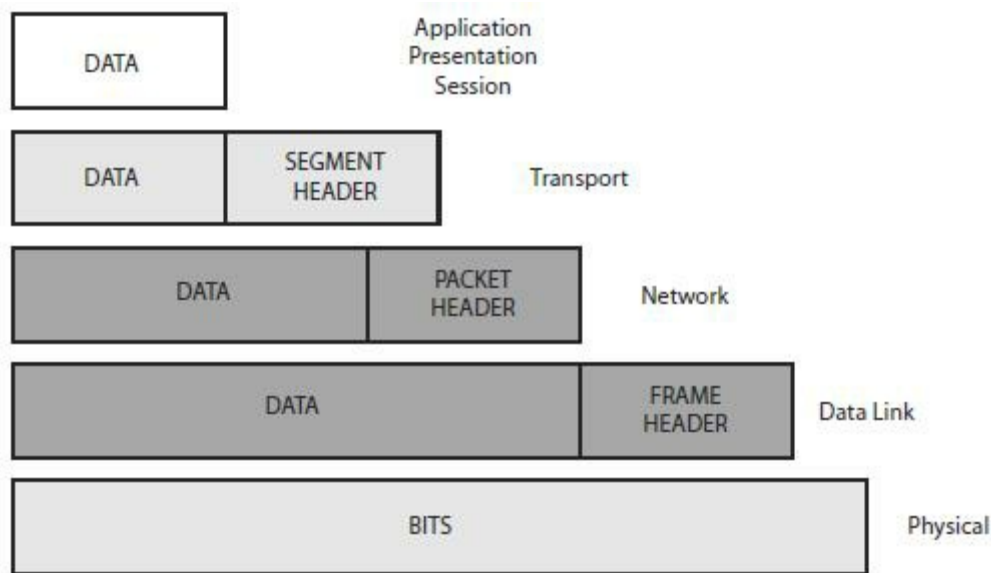 DATA
Application
Presentation
Session
DATA
SEGMENT
HEADER
Transport
DATA
PACKET
HEADER
Network
DATA
FRAME
HEADER
Data Link
BITS
Physical